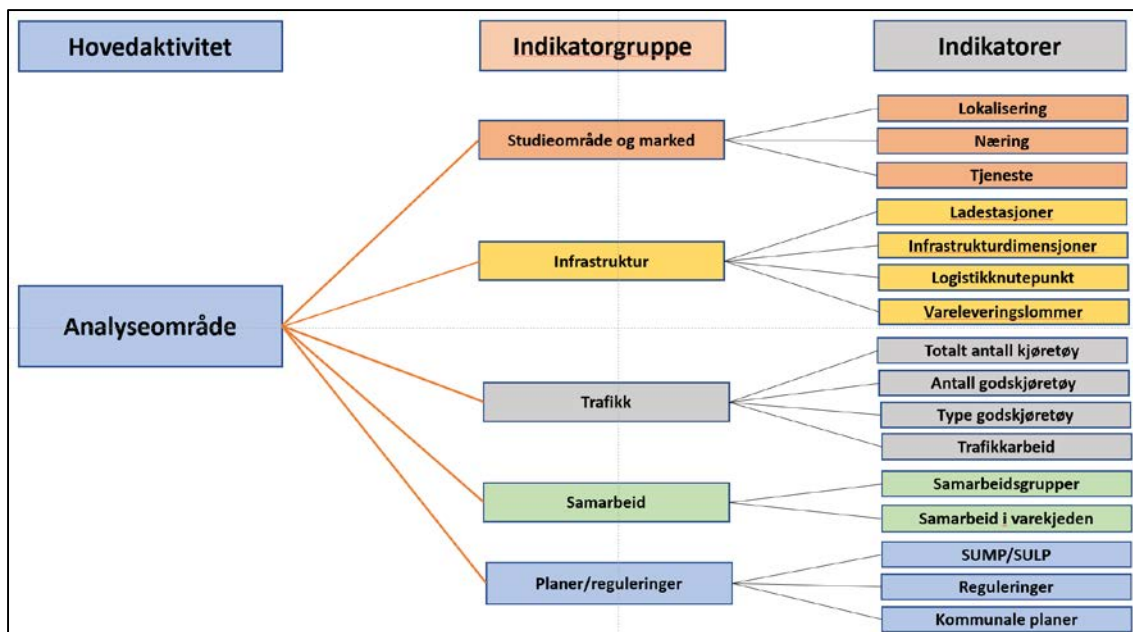 Hovedaktivitet
Indikatorgruppe
Indikatorer
Analyseområde
Studieområde og marked
Lokalisering
Næring
Tjeneste
Infrastruktur
Ladestasjoner
Infrastrukturdimensjoner
Logistikknutepunkt
Vareleveringslommer
Trafikk
Totalt antall kjøretøy
Antall godskjøretøy
Type godskjøretøy
Trafikkarbeid
Samarbeid
Samarbeidsgrupper
Samarbeid i varekjeden
Planer/reguleringer
SUMP/SULP
Reguleringer
Kommunale planer